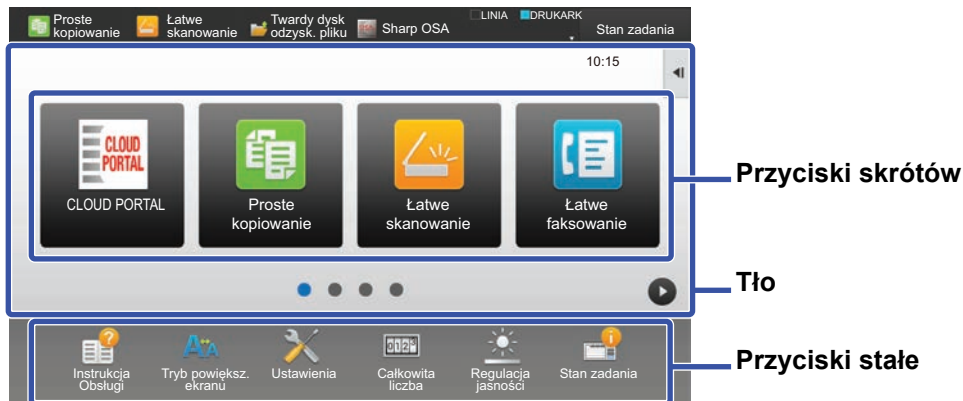 Proste
kopiowanie
Łatwe
skanowanie
Twardy dysk
odzysk. pliku
Sharp OSA
LINIA
DRUKARK
Stan zadania
10:15
CLOUD
PORTAL
CLOUD PORTAL
Proste
kopiowanie
Łatwe
skanowanie
Łatwe
faksowanie
Przyciski skrótów
Tło
Instrukcja
Obsługi
Tryb powiększ.
ekranu
Ustawienia
Całkowita
liczba
Regulacja
jasności
Stan zadania
Przyciski stałe